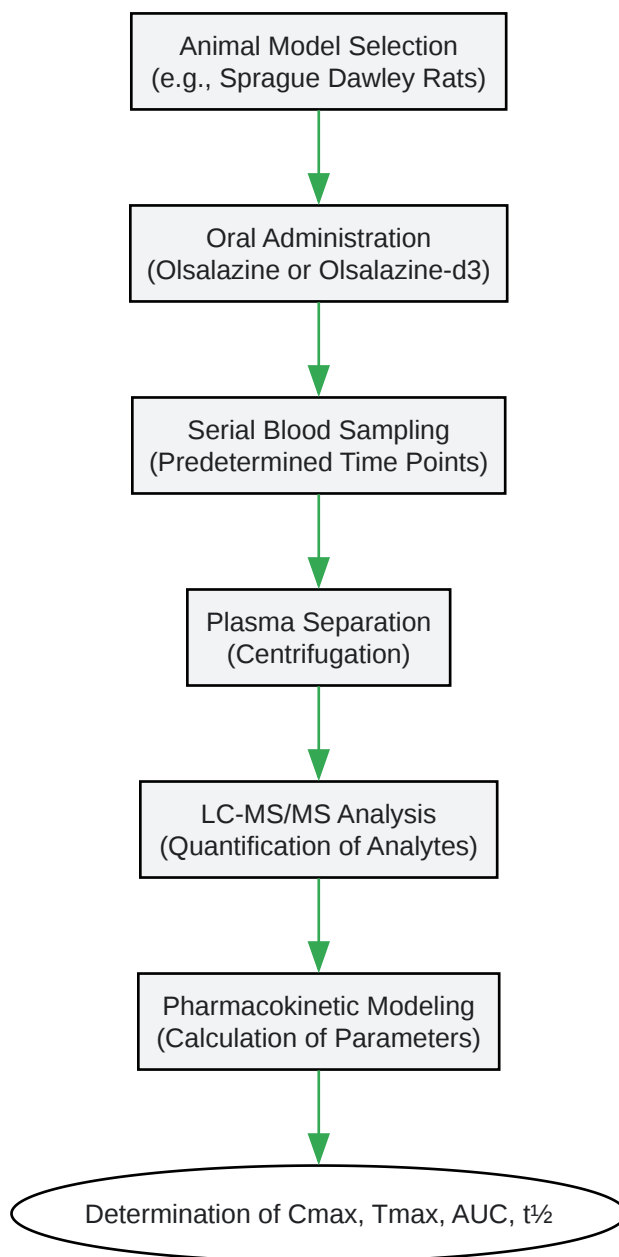 Animal Model Selection
(e.g., Sprague Dawley Rats)
Oral Administration
(Olsalazine or Olsalazine-d3)
Serial Blood Sampling
(Predetermined Time Points)
Plasma Separation
(Centrifugation)
LC-MS/MS Analysis
(Quantification of Analytes)
Pharmacokinetic Modeling
(Calculation of Parameters)
Determination of Cmax, Tmax, AUC, t½